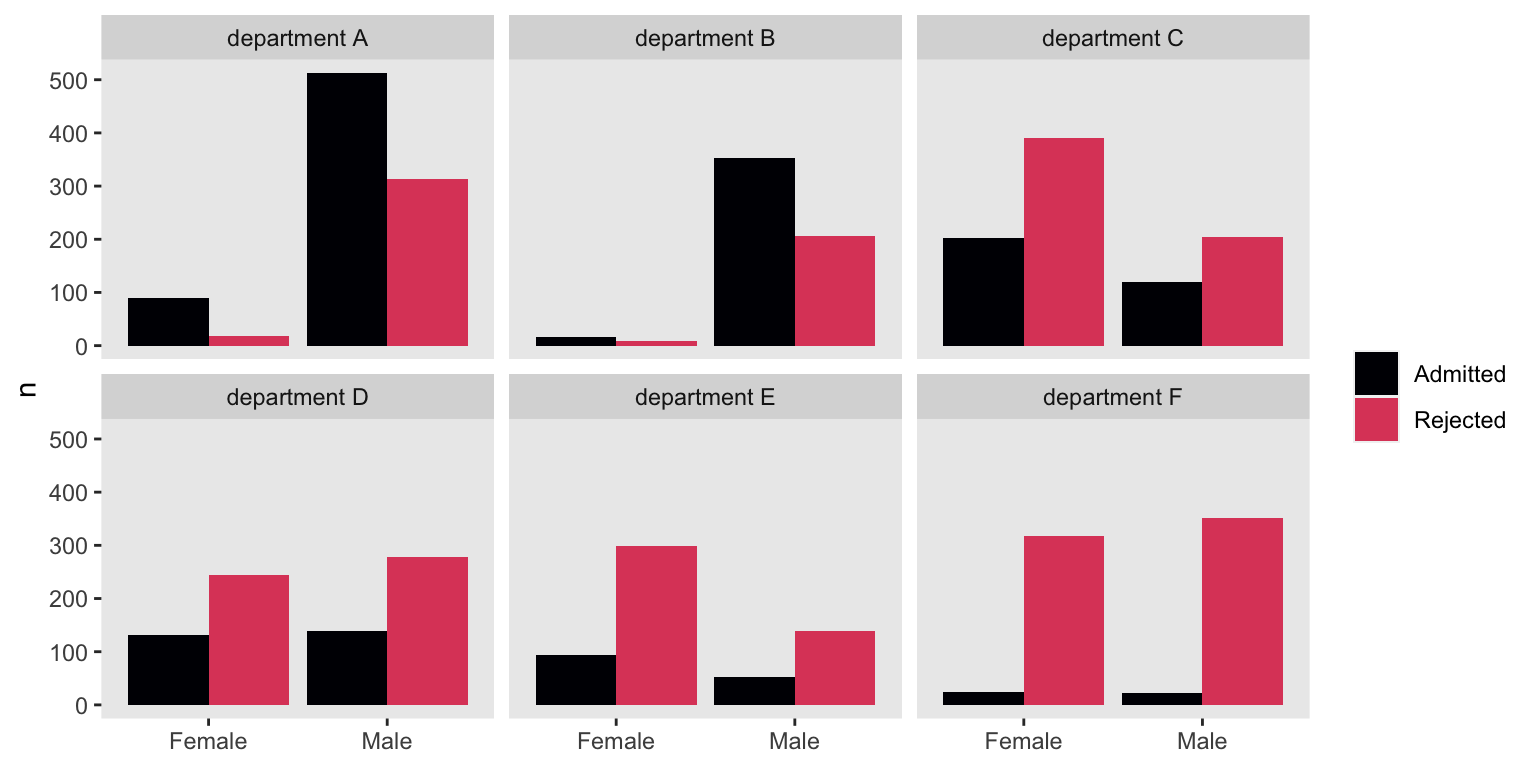 department A
department B
department C
500
400
300
200
100
0
n
department D
department E
department F
500
400
300
200
100
0
Female
Male
Female
Male
Female
Male
Admitted
Rejected